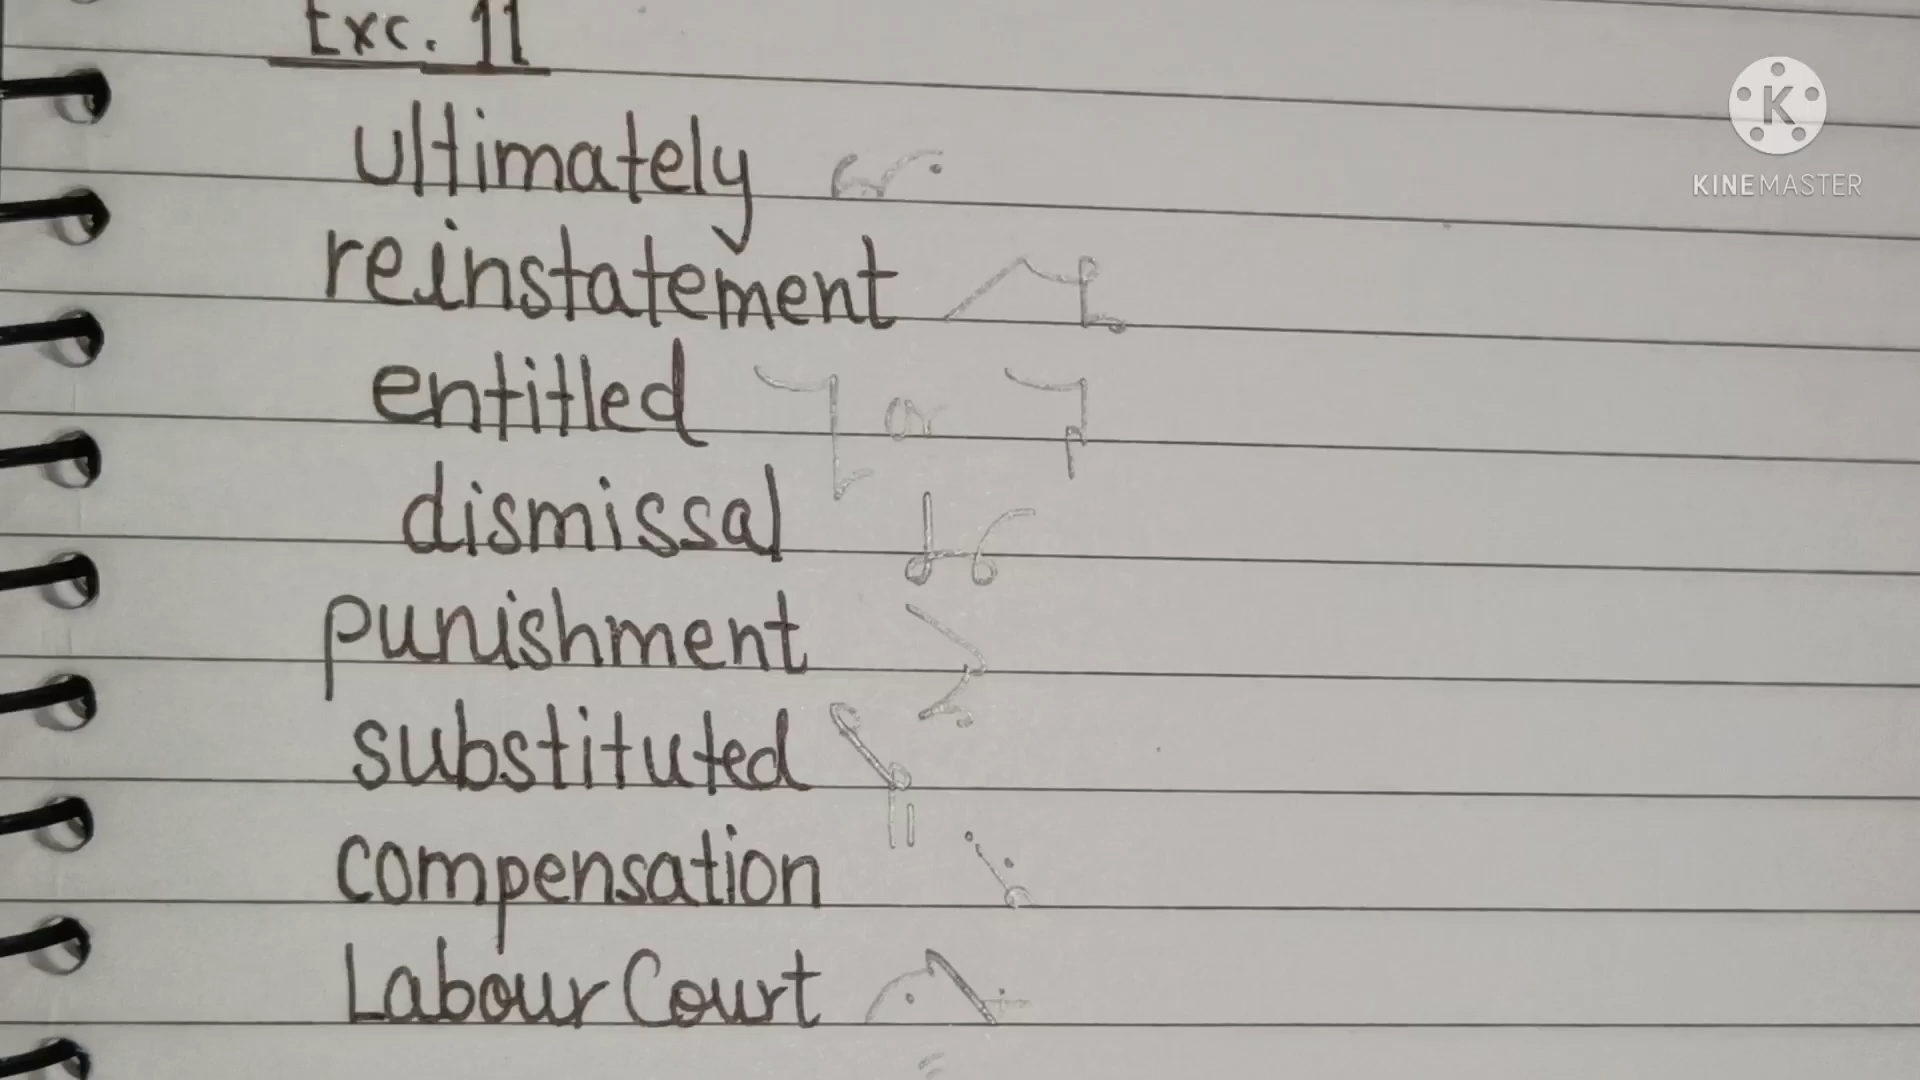 Exc. 11
ultimately
reinstatement
entitled or
dismissal
punishment
substituted
compensation
Labour Court
K
KINEMASTER